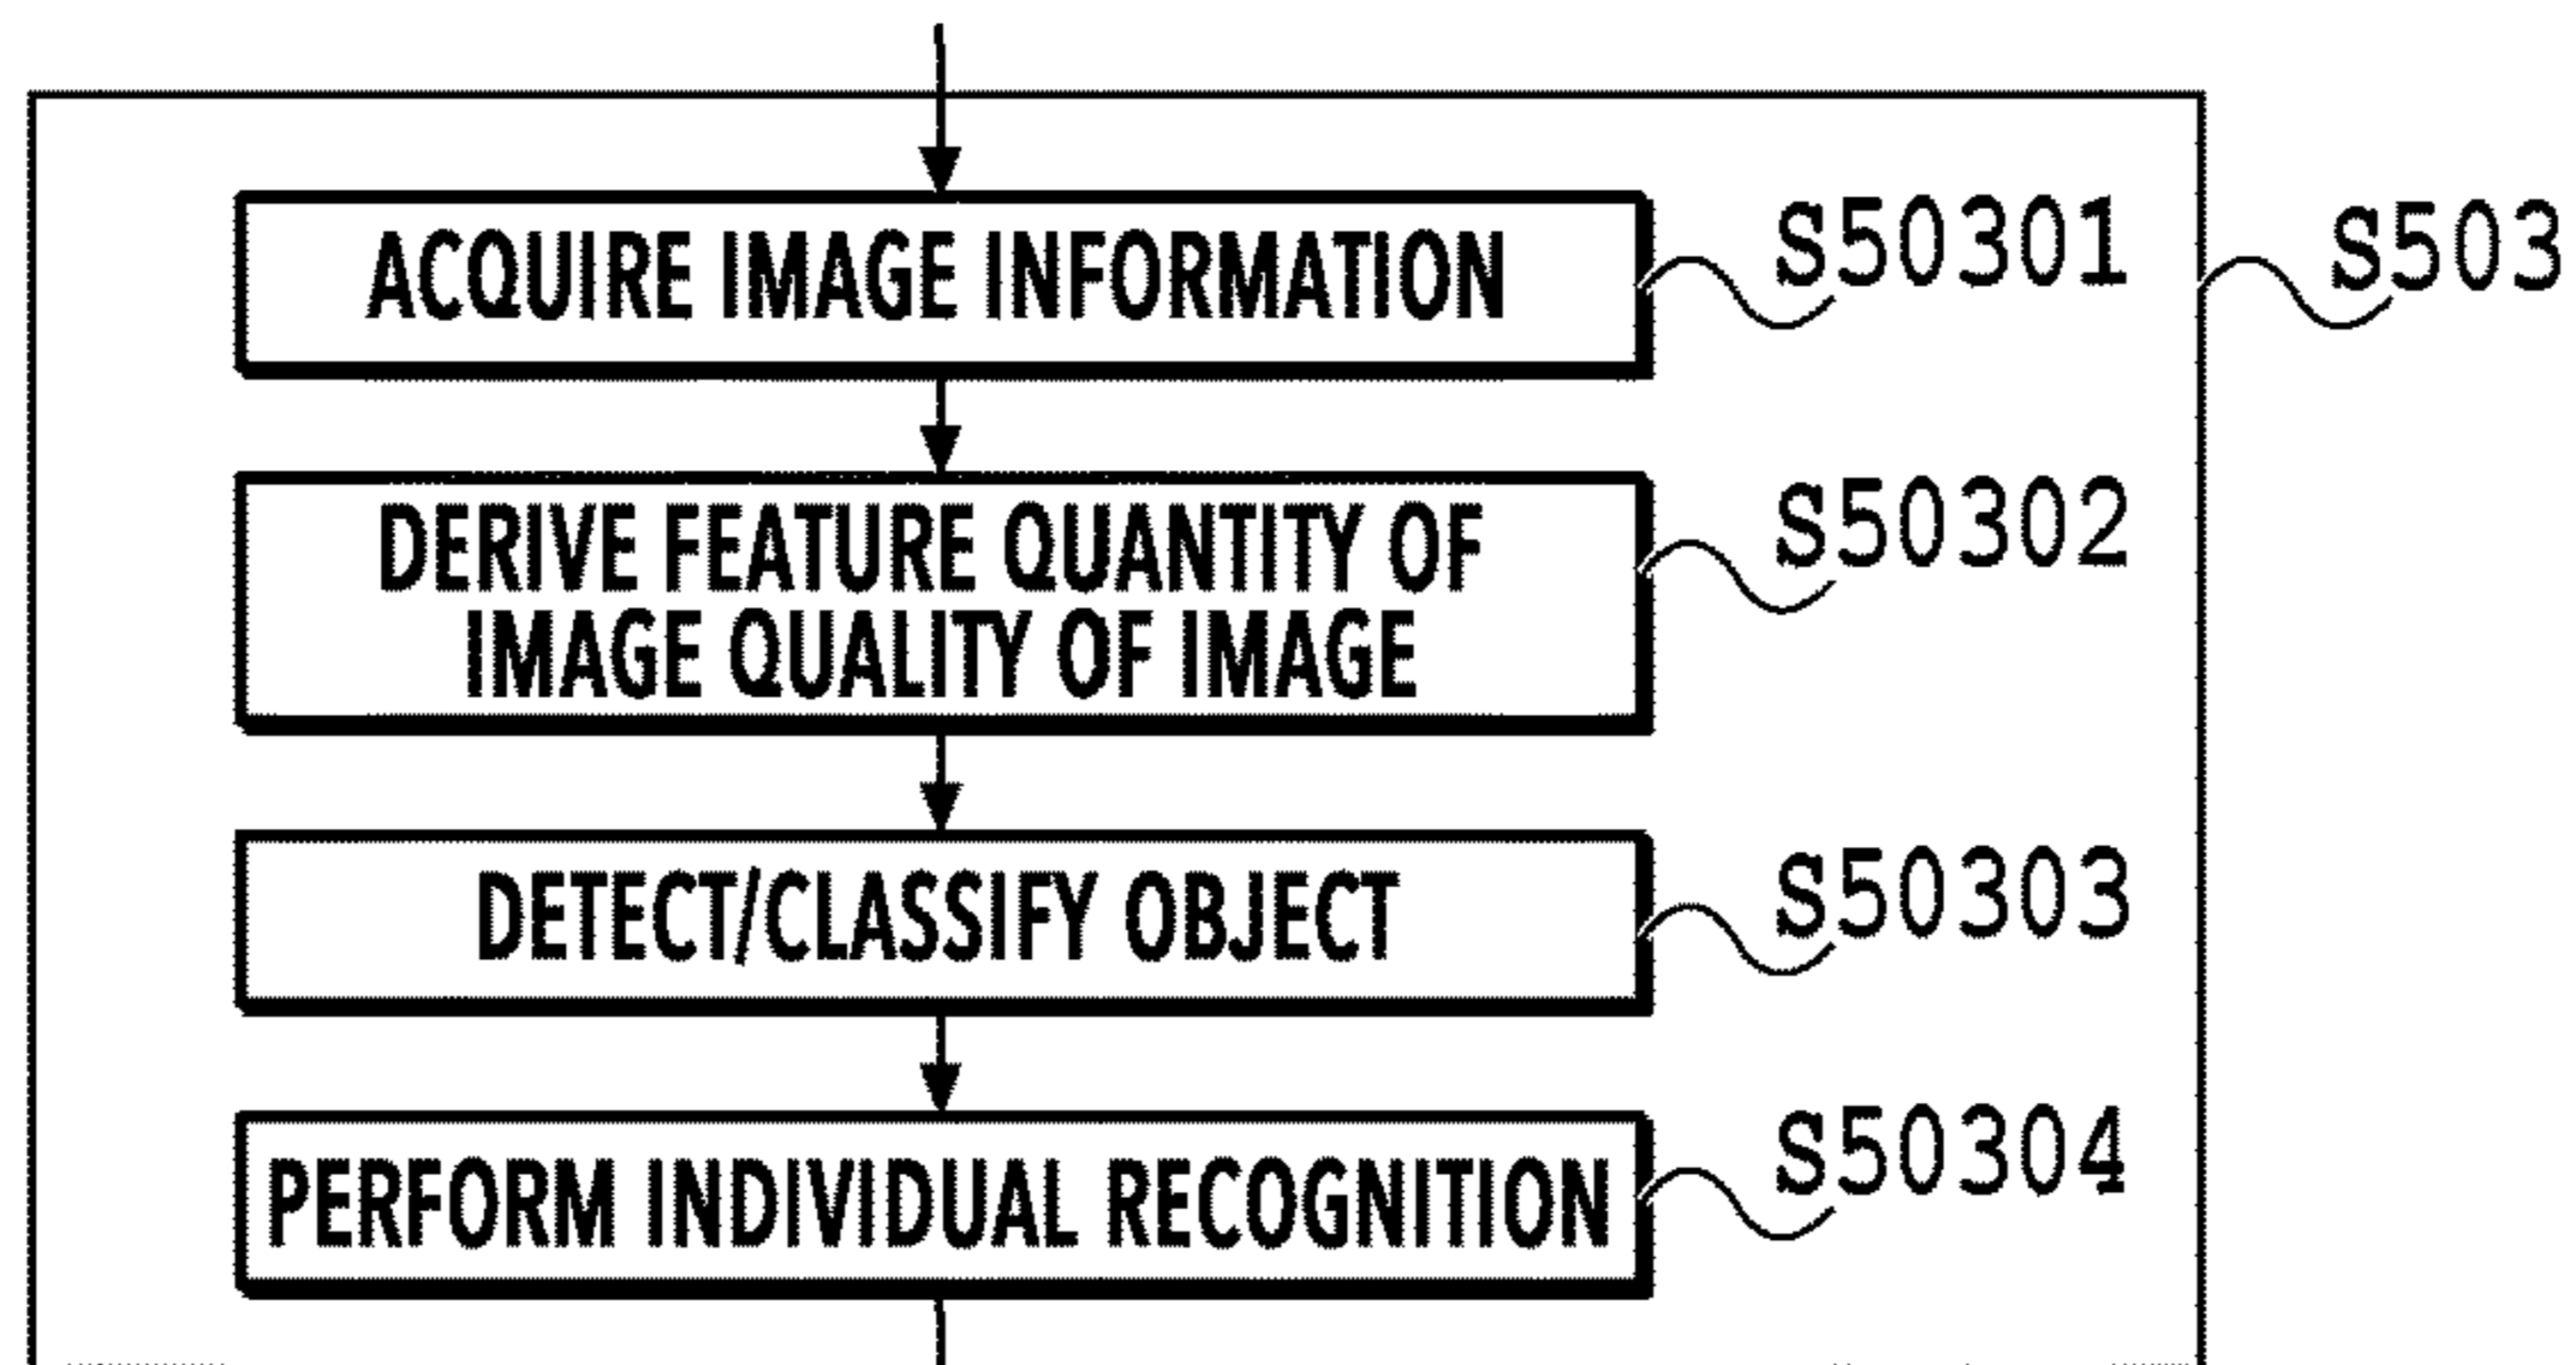 ACQUIRE IMAGE INFORMATION
S50301
S503
DERIVE FEATURE QUANTITY OF
IMAGE QUALITY OF IMAGE
S50302
DETECT/CLASSIFY OBJECT
S50303
PERFORM INDIVIDUAL RECOGNITION
S50304